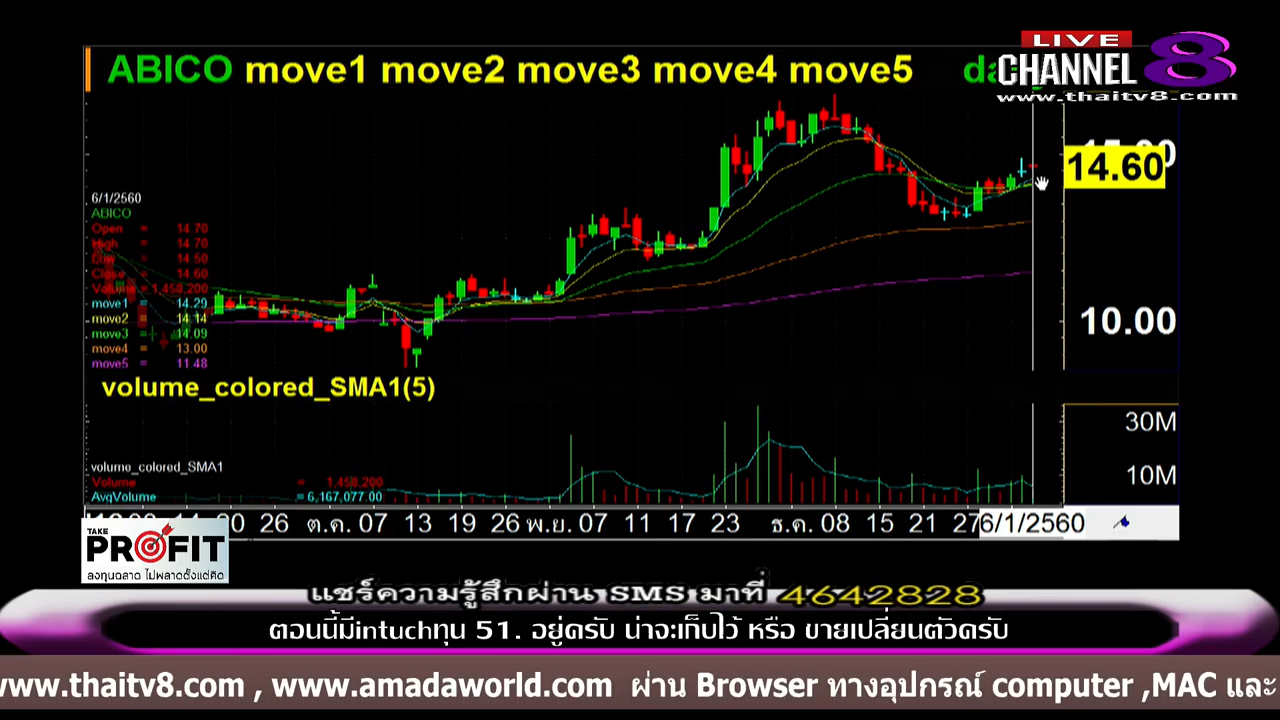 LIVE
CHANNEL 8
www.thaitv8.com
ABICO move1 move2 move3 move4 move5
15.00
14.60
10.00
6/1/2560
ABICO
Open = 14.70
High = 14.70
Low = 14.50
Close = 14.60
Volume = 1,458,200
move1 = 14.29
move2 = 14.14
move3 = 14.09
move4 = 13.00
move5 = 11.48
volume_colored_SMA1(5)
30M
10M
volume_colored_SMA1
Volume = 1,458,200
AvgVolume = 6,167,077.00
20 26 ต.ค. 07 13 19 26 พ.ย. 07 11 17 23 ธ.ค. 08 15 21 27 6/1/2560
TAKE
PROFIT
ลงทุนฉลาด ไม่พลาดตั้งแต่คิด
แชร์ความรู้สึกผ่าน SMS มาที่ 4642828
ตอนนี้มีintuchทุน 51. อยู่ครับ น่าจะเก็บไว้ หรือ ขายเปลี่ยนตัวครับ
www.thaitv8.com , www.amadaworld.com ผ่าน Browser ทางอุปกรณ์ computer ,MAC และ